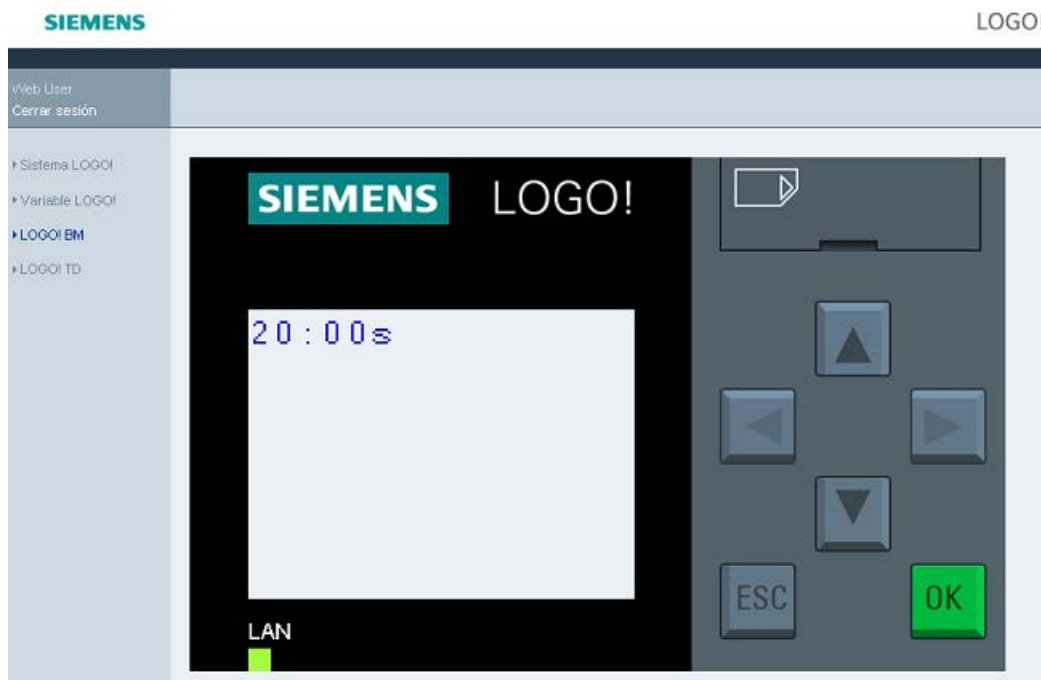 SIEMENS
LOGO!
Web User
Cerrar sesión
Sistema LOGO!
Variable LOGO!
LOGO! BM
LOGO! TD
SIEMENS LOGO!
20:00s
LAN
ESC
OK